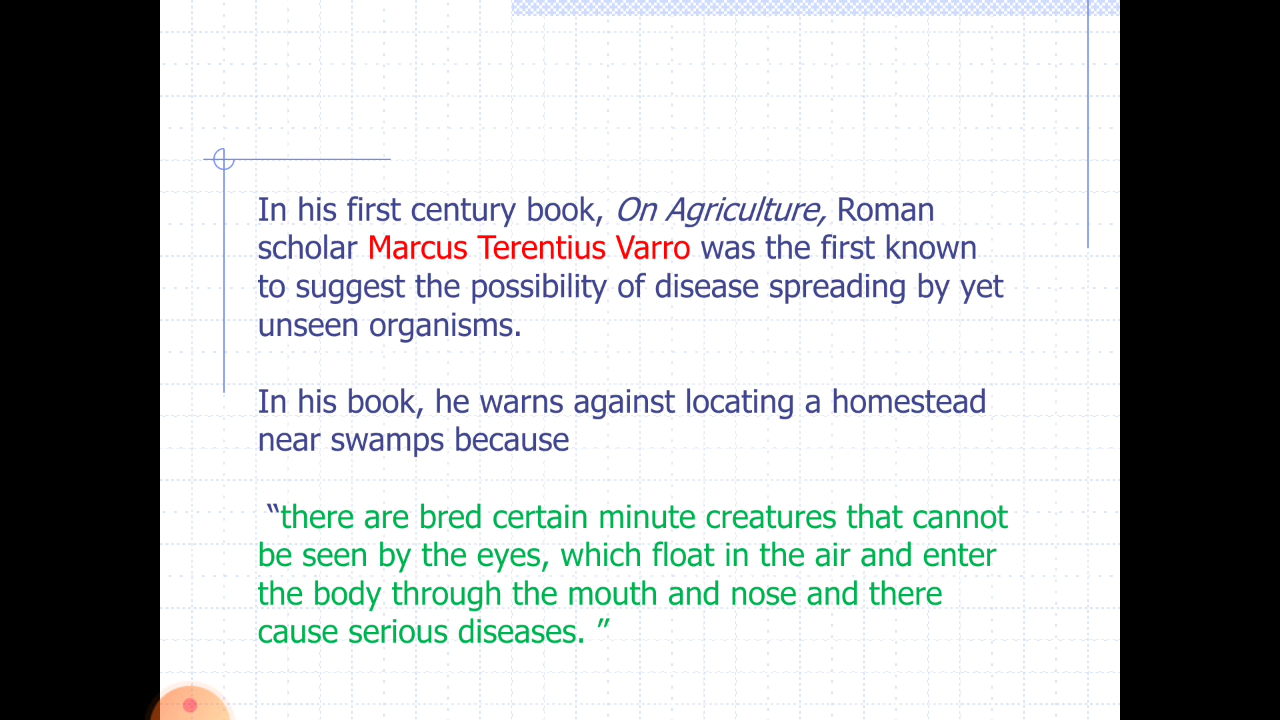 In his first century book, On Agriculture, Roman
scholar Marcus Terentius Varro was the first known
to suggest the possibility of disease spreading by yet
unseen organisms.
In his book, he warns against locating a homestead
near swamps because
“there are bred certain minute creatures that cannot
be seen by the eyes, which float in the air and enter
the body through the mouth and nose and there
cause serious diseases. ”